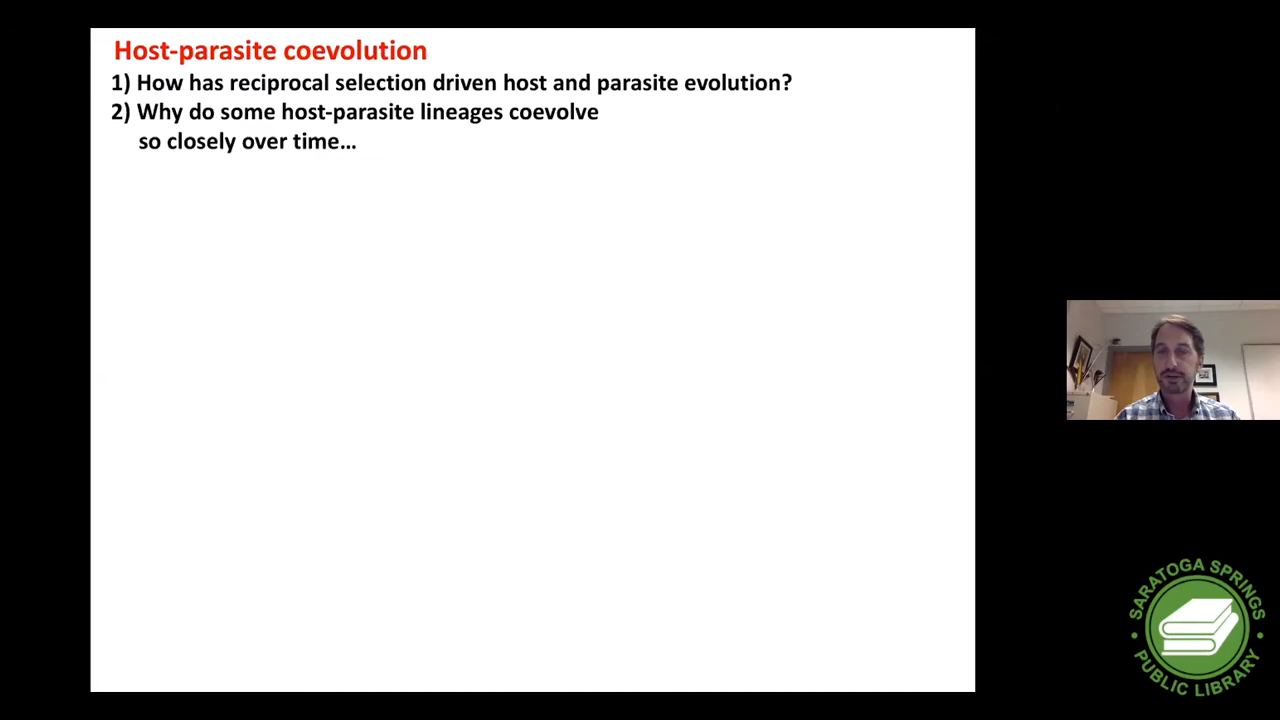 Host-parasite coevolution
1) How has reciprocal selection driven host and parasite evolution?
2) Why do some host-parasite lineages coevolve
so closely over time...
SARATOGA SPRINGS
• PUBLIC LIBRARY •